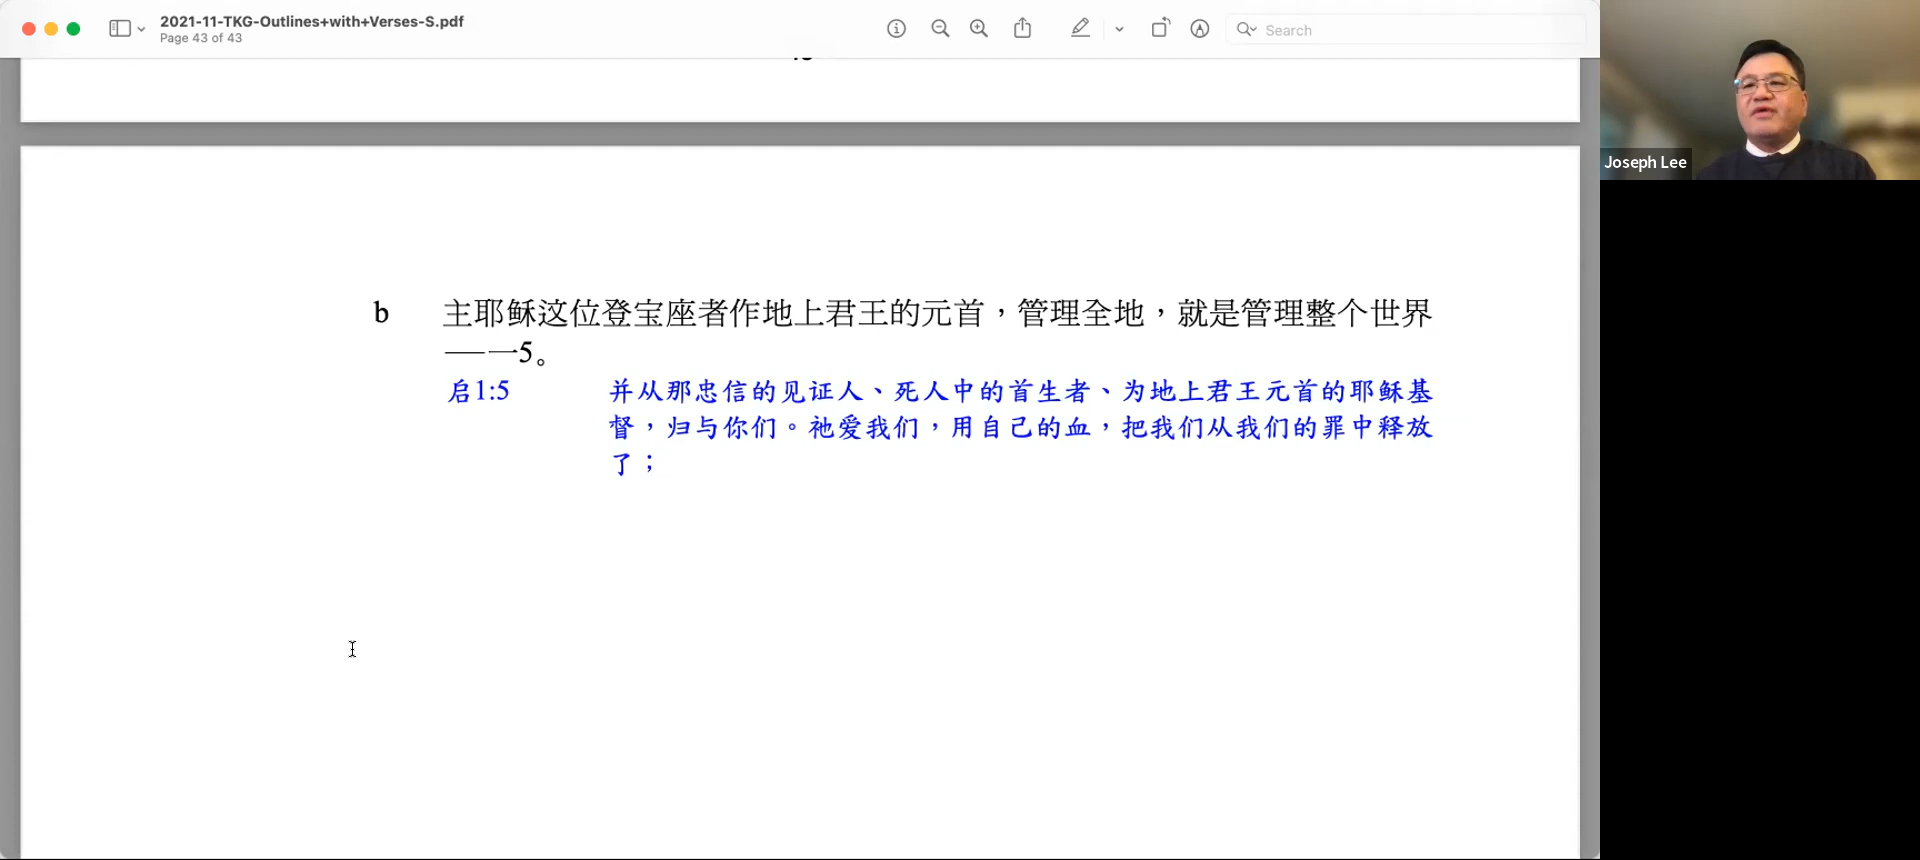 2021-11-TKG-Outlines+with+Verses-S.pdf
Page 43 of 43
Search
Joseph Lee
b 主耶稣这位登宝座者作地上君王的元首，管理全地，就是管理整个世界
——一5。
启1:5 并从那忠信的见证人、死人中的首生者、为地上君王元首的耶稣基
督，归与你们。祂爱我们，用自己的血，把我们从我们的罪中释放
了；